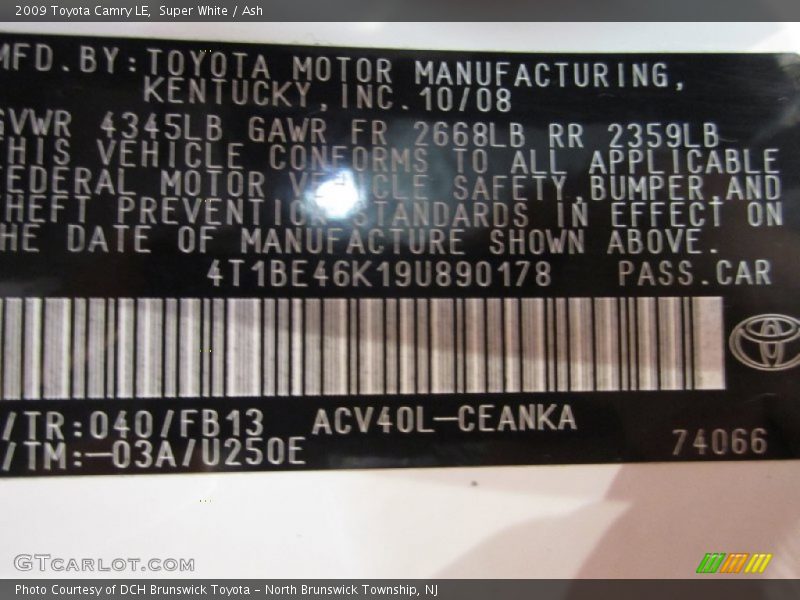 2009 Toyota Camry LE, Super White / Ash
MFD.BY:TOYOTA MOTOR MANUFACTURING,
KENTUCKY,INC.10/08
GVWR 4345LB GAWR FR 2668LB RR 2359LB
THIS VEHICLE CONFORMS TO ALL APPLICABLE
FEDERAL MOTOR VEHICLE SAFETY,BUMPER,AND
THEFT PREVENTION STANDARDS IN EFFECT ON
THE DATE OF MANUFACTURE SHOWN ABOVE.
4T1BE46K19U890178 PASS.CAR
/TR:040/FB13 ACV40L-CEANKA
/TM:-03A/U250E 74066
GTCARLOT.COM
Photo Courtesy of DCH Brunswick Toyota - North Brunswick Township, NJ